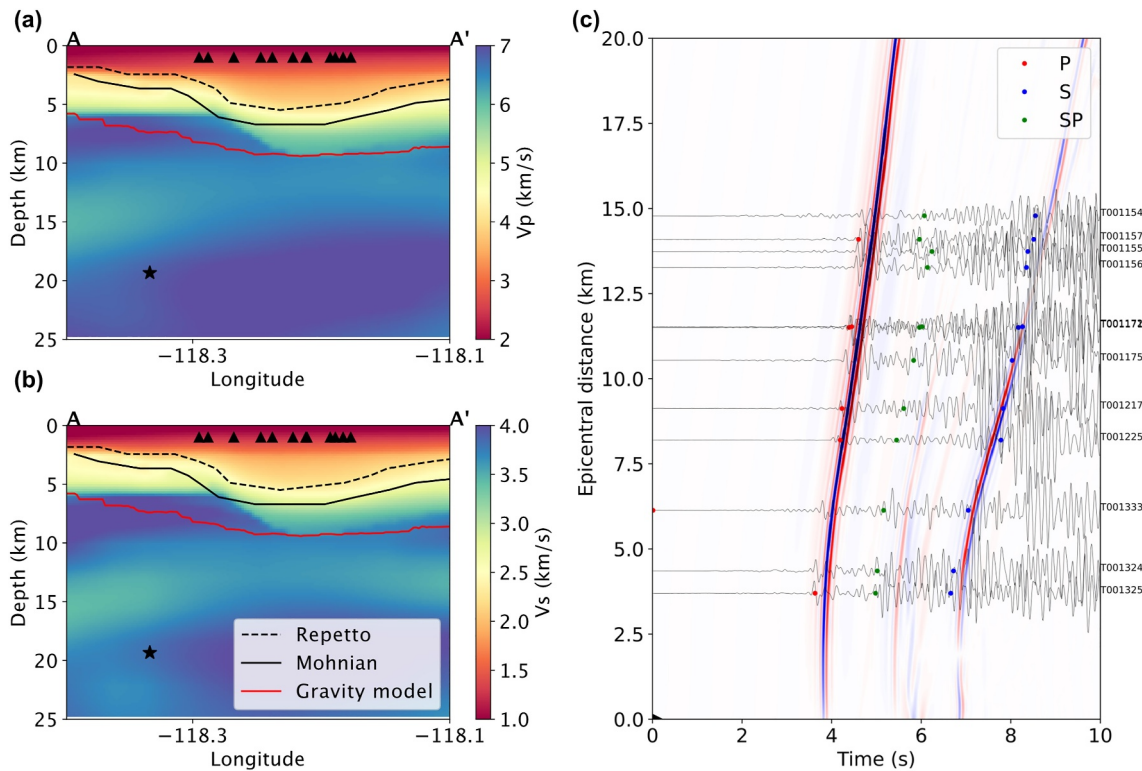 (a)
A
A'
0
5
10
15
20
25
Depth (km)
−118.3
−118.1
Longitude
7
6
5
4
3
2
Vp (km/s)
(b)
A
A'
0
5
10
15
20
25
Depth (km)
Repetto
Mohnian
Gravity model
−118.3
−118.1
Longitude
4.0
3.5
3.0
2.5
2.0
1.5
1.0
Vs (km/s)
(c)
20.0
17.5
15.0
12.5
10.0
7.5
5.0
2.5
0.0
Epicentral distance (km)
P
S
SP
T001154
T001157
T001155
T001156
T001175
T001217
T001225
T001333
T001324
T001325
0
2
4
6
8
10
Time (s)